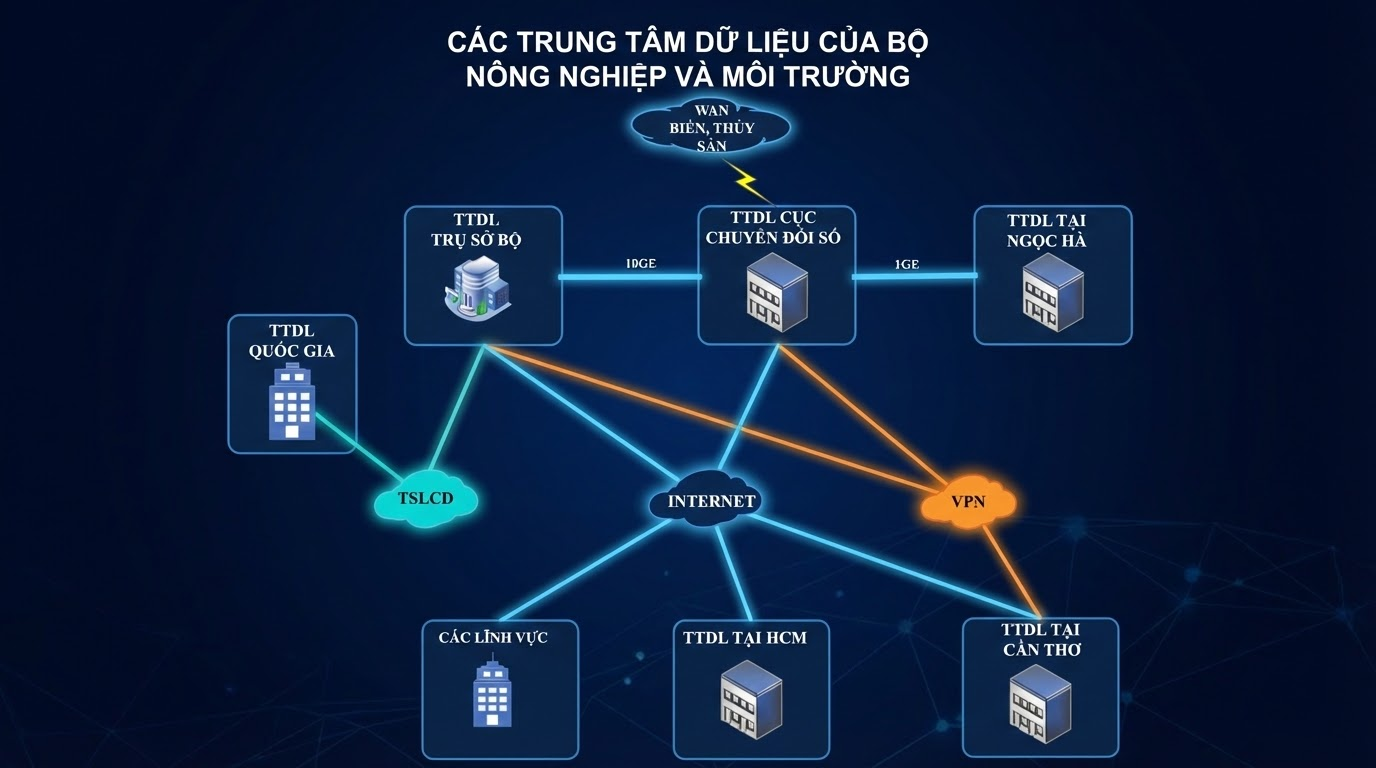 CÁC TRUNG TÂM DỮ LIỆU CỦA BỘ
NÔNG NGHIỆP VÀ MÔI TRƯỜNG
WAN
BIỂN, THỦY
SẢN
TTDL
TRỤ SỞ BỘ
10GE
TTDL CỤC
CHUYỂN ĐỔI SỐ
1GE
TTDL TẠI
NGỌC HÀ
TTDL
QUỐC GIA
TSLCD
INTERNET
VPN
CÁC LĨNH VỰC
TTDL TẠI HCM
TTDL TẠI
CẦN THƠ